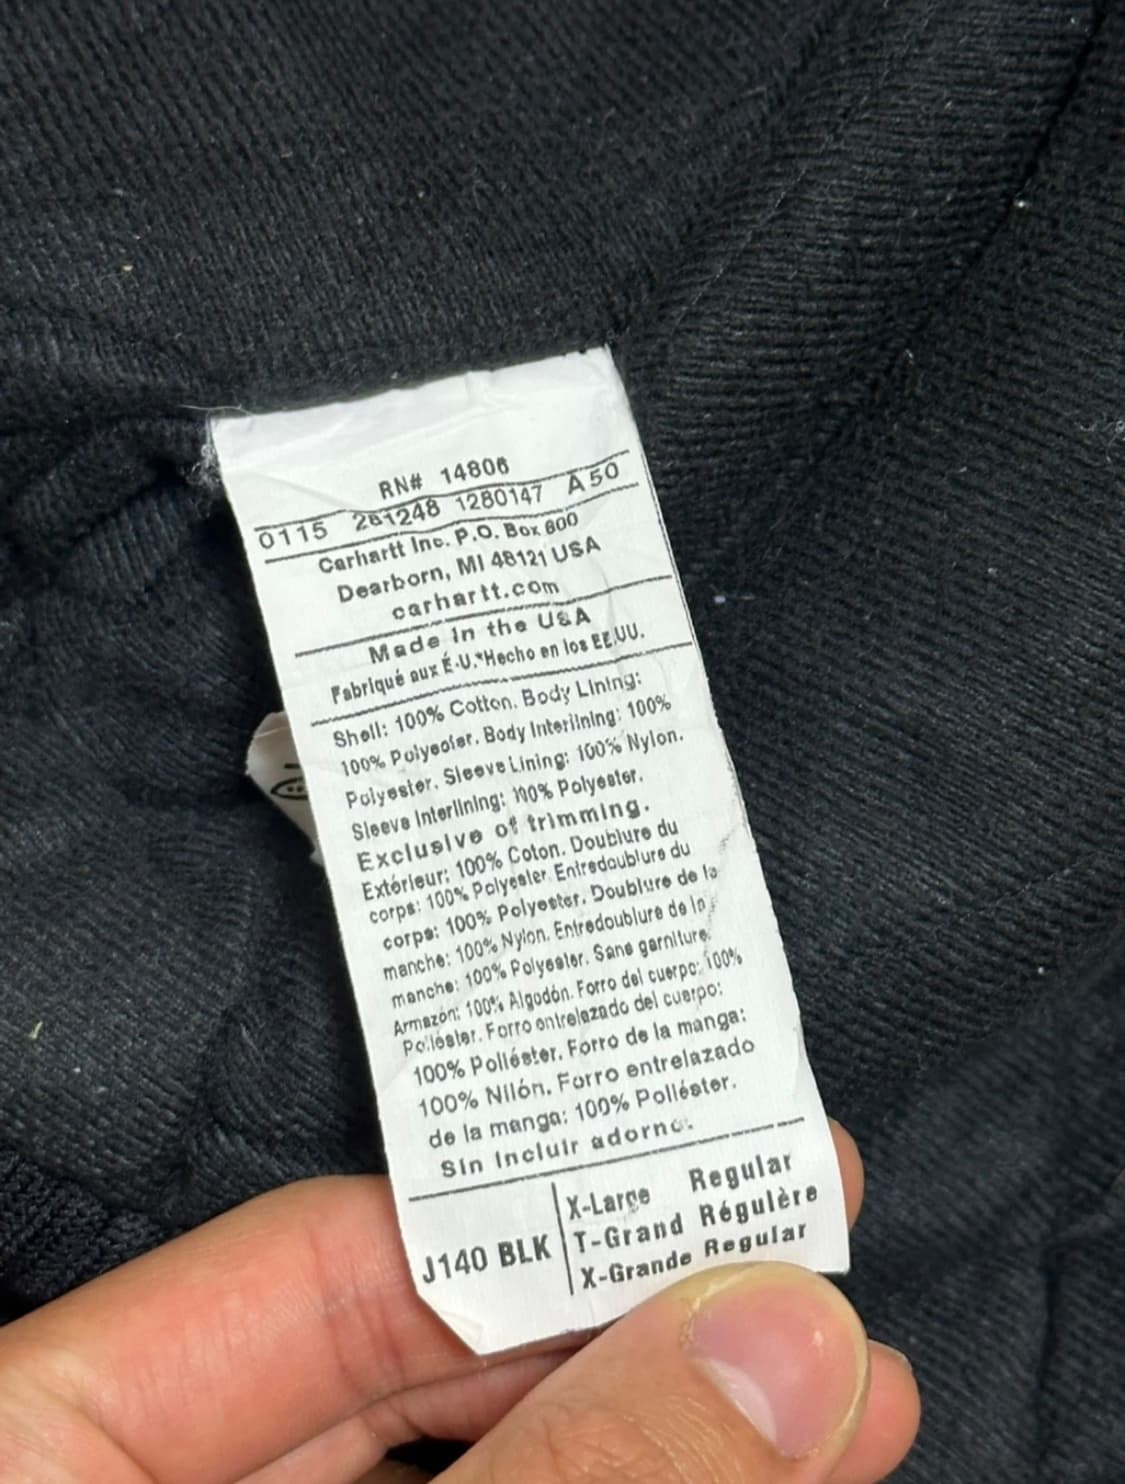 RN# 14806
0115 261248 1280147 A50
Carhartt Inc. P.O. Box 600
Dearborn, MI 48121 USA
carhartt.com
Made in the USA
Fabriqué aux É-U.*Hecho en los EE.UU.
Shell: 100% Cotton. Body Lining:
100% Polyester. Body Interlining: 100%
Polyester. Sleeve Lining: 100% Nylon.
Sleeve Interlining: 100% Polyester.
Exclusive of trimming.
Extérieur: 100% Coton. Doublure du
corps: 100% Polyester. Entredoublure du
corps: 100% Polyester. Doublure de la
manche: 100% Nylon. Entredoublure de la
manche: 100% Polyester. Sans garniture
Armazón: 100% Algodón. Forro del cuerpo: 100%
Poliéster. Forro entrelazado del cuerpo:
100% Poliéster. Forro de la manga:
100% Nilón. Forro entrelazado
de la manga: 100% Poliéster.
Sin incluir adorno.
J140 BLK
X-Large Regular
T-Grand Régulère
X-Grande Regular